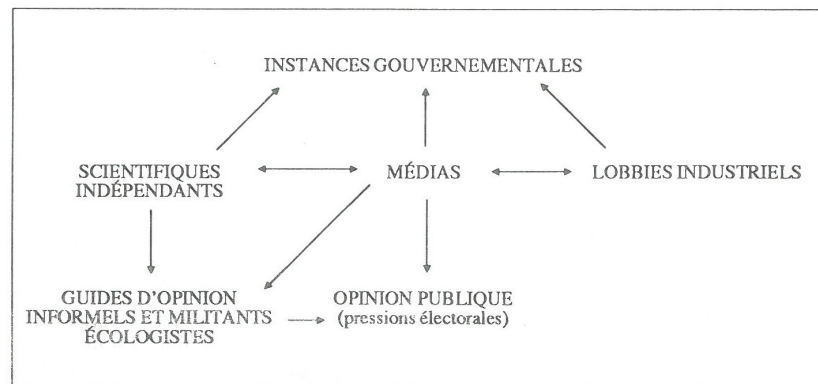 INSTANCES GOUVERNEMENTALES
SCIENTIFIQUES
INDÉPENDANTS
MÉDIAS
LOBBIES INDUSTRIELS
GUIDES D'OPINION
INFORMELS ET MILITANTS
ÉCOLOGISTES
OPINION PUBLIQUE
(pressions électorales)